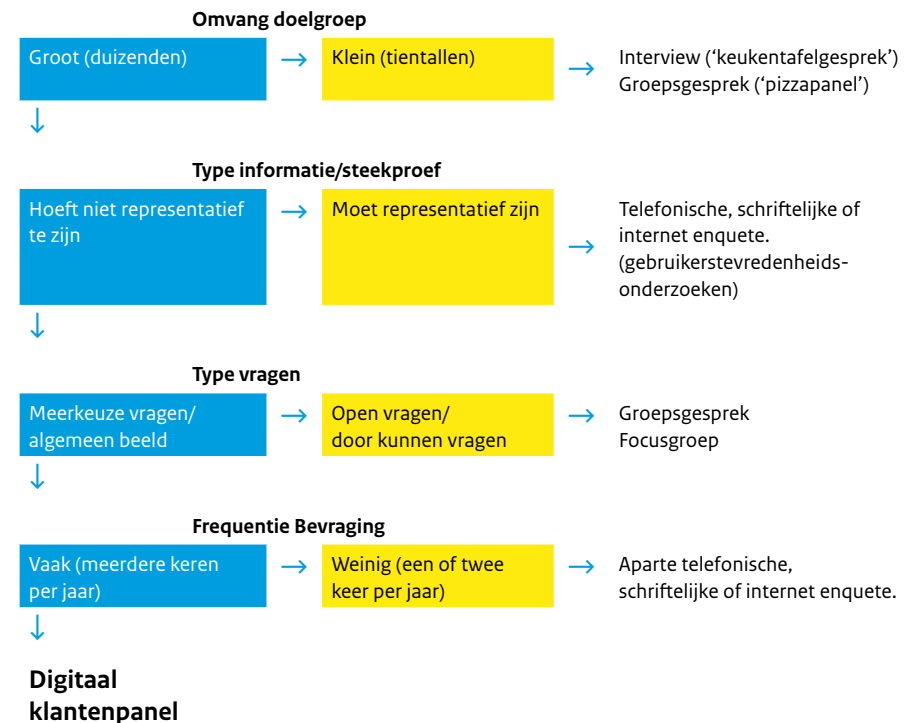 Omvang doelgroep
Groot (duizenden)
→
Klein (tientallen)
→
Interview (‘keukentafelgesprek’)
Groepsgesprek (‘pizzapanel’)
↓
Type informatie/steekproef
Hoeft niet representatief
te zijn
→
Moet representatief zijn
→
Telefonische, schriftelijke of
internet enquete.
(gebruikerstevredenheids-
onderzoeken)
↓
Type vragen
Meerkeuze vragen/
algemeen beeld
→
Open vragen/
door kunnen vragen
→
Groepsgesprek
Focusgroep
↓
Frequentie Bevraging
Vaak (meerdere keren
per jaar)
→
Weinig (een of twee
keer per jaar)
→
Aparte telefonische,
schriftelijke of internet enquete.
↓
Digitaal
klantenpanel